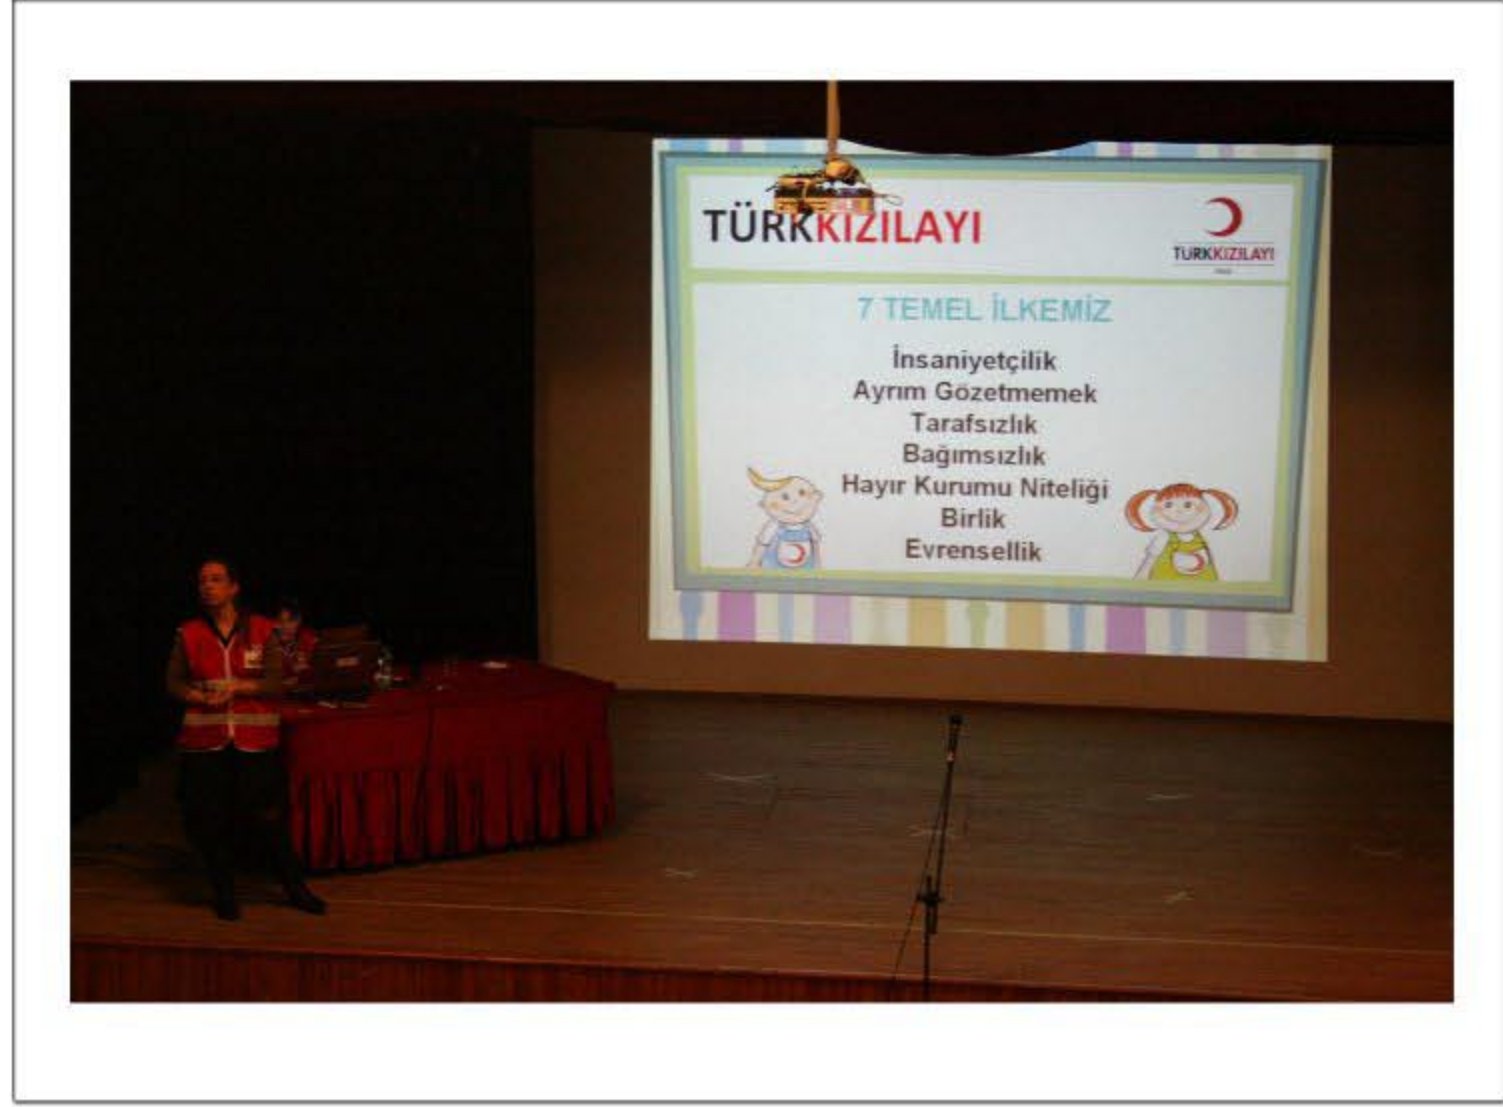 TÜRKKIZILAYI
TÜRKKIZILAYI
7 TEMEL İLKEMİZ
İnsaniyetçilik
Ayrım Gözetmemek
Tarafsızlık
Bağımsızlık
Hayır Kurumu Niteliği
Birlik
Evrensellik